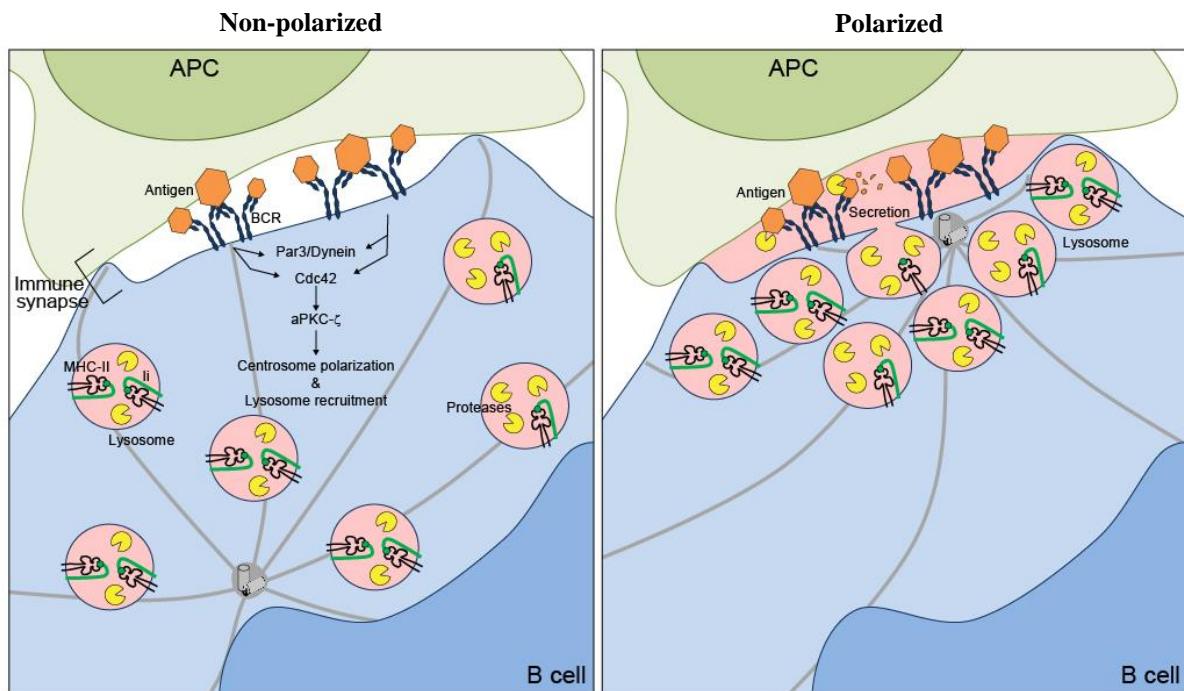 Non-polarized
APC
Antigen
BCR
Par3/Dynein
Cdc42
aPKC-ζ
Centrosome polarization
&
Lysosome recruitment
Immune
synapse
MHC-II
Ii
Lysosome
Proteases
B cell
Polarized
APC
Antigen
Secretion
Lysosome
B cell